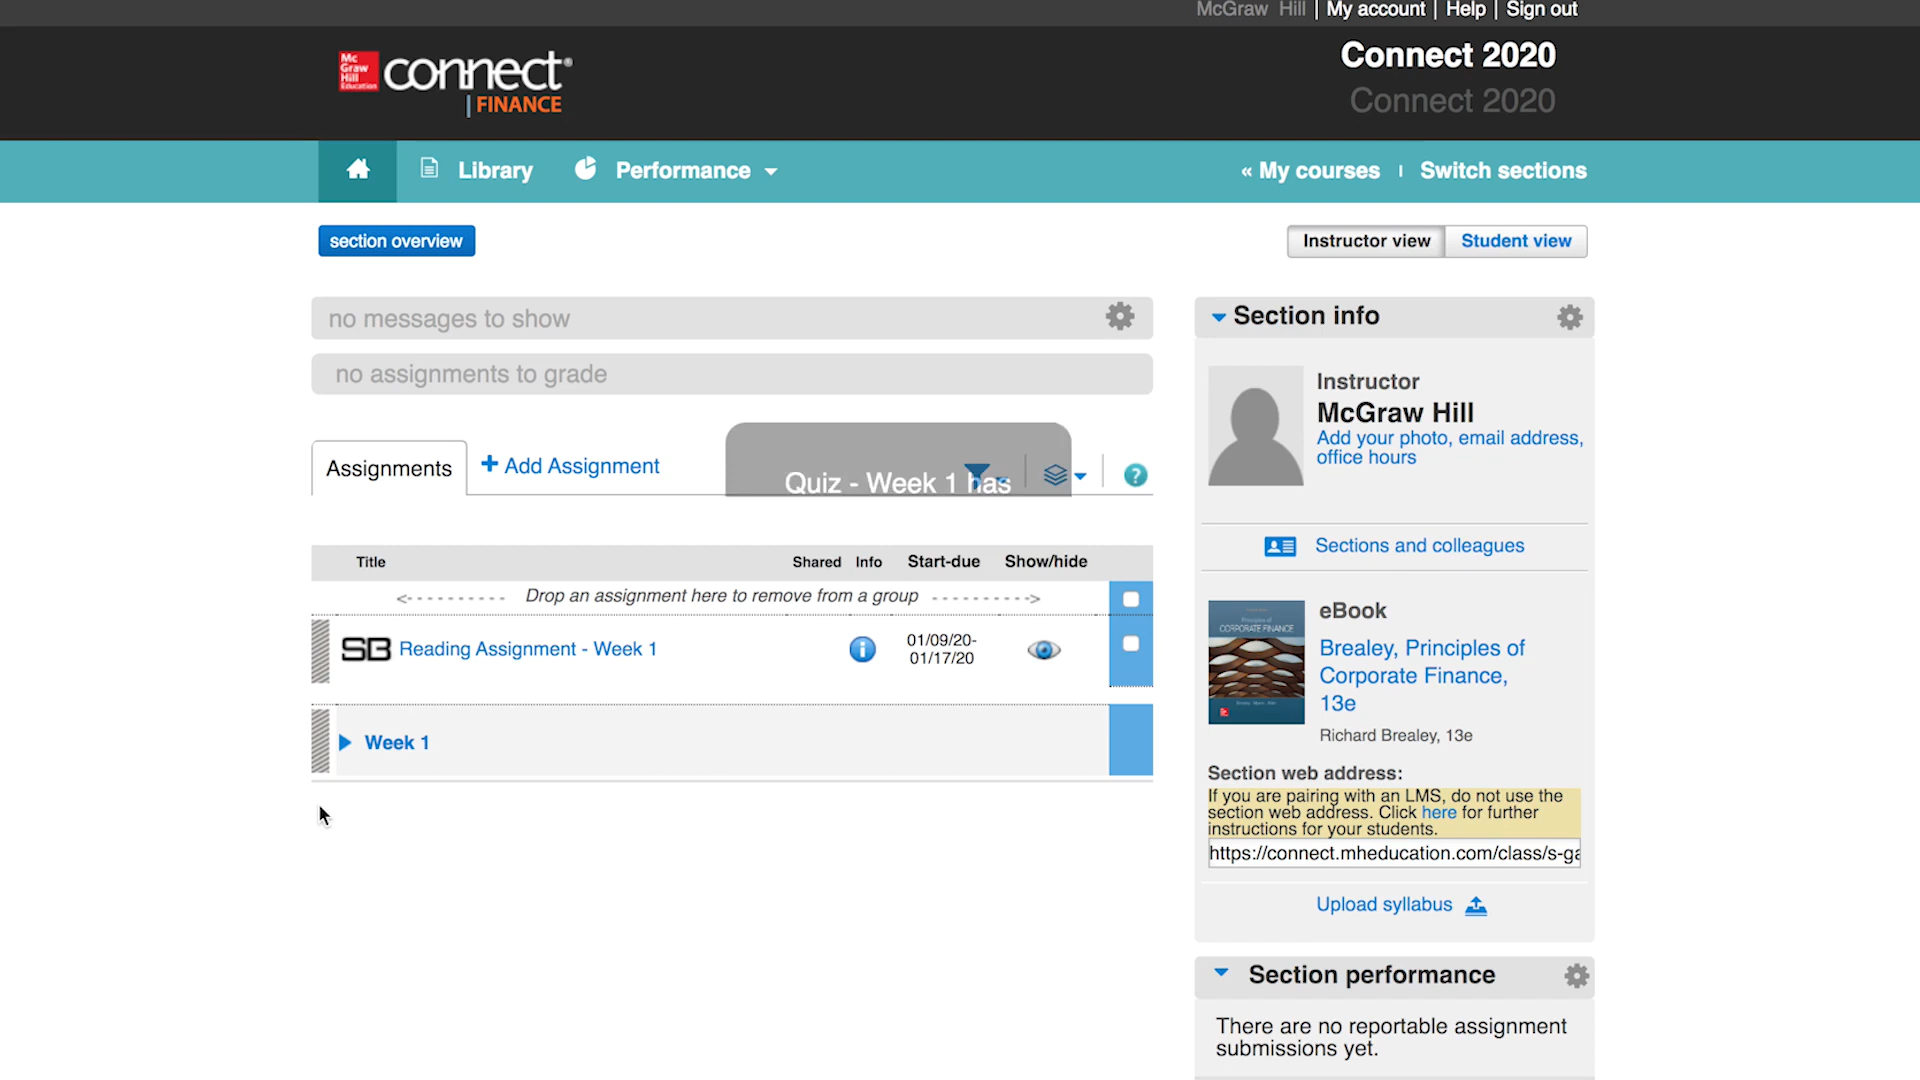 McGraw Hill | My account | Help | Sign out
Mc
Graw
Hill
Education
connect®
| FINANCE
Connect 2020
Connect 2020
Library
Performance
« My courses
Switch sections
section overview
Instructor view
Student view
no messages to show
no assignments to grade
Assignments
+ Add Assignment
Quiz - Week 1 has
?
Title
Shared
Info
Start-due
Show/hide
Drop an assignment here to remove from a group
SB
Reading Assignment - Week 1
01/09/20-
01/17/20
Week 1
Section info
Instructor
McGraw Hill
Add your photo, email address,
office hours
Sections and colleagues
CORPORATE FINANCE
eBook
Brealey, Principles of
Corporate Finance,
13e
Richard Brealey, 13e
Section web address:
If you are pairing with an LMS, do not use the
section web address. Click here for further
instructions for your students.
https://connect.mheducation.com/class/s-ga
Upload syllabus
Section performance
There are no reportable assignment
submissions yet.